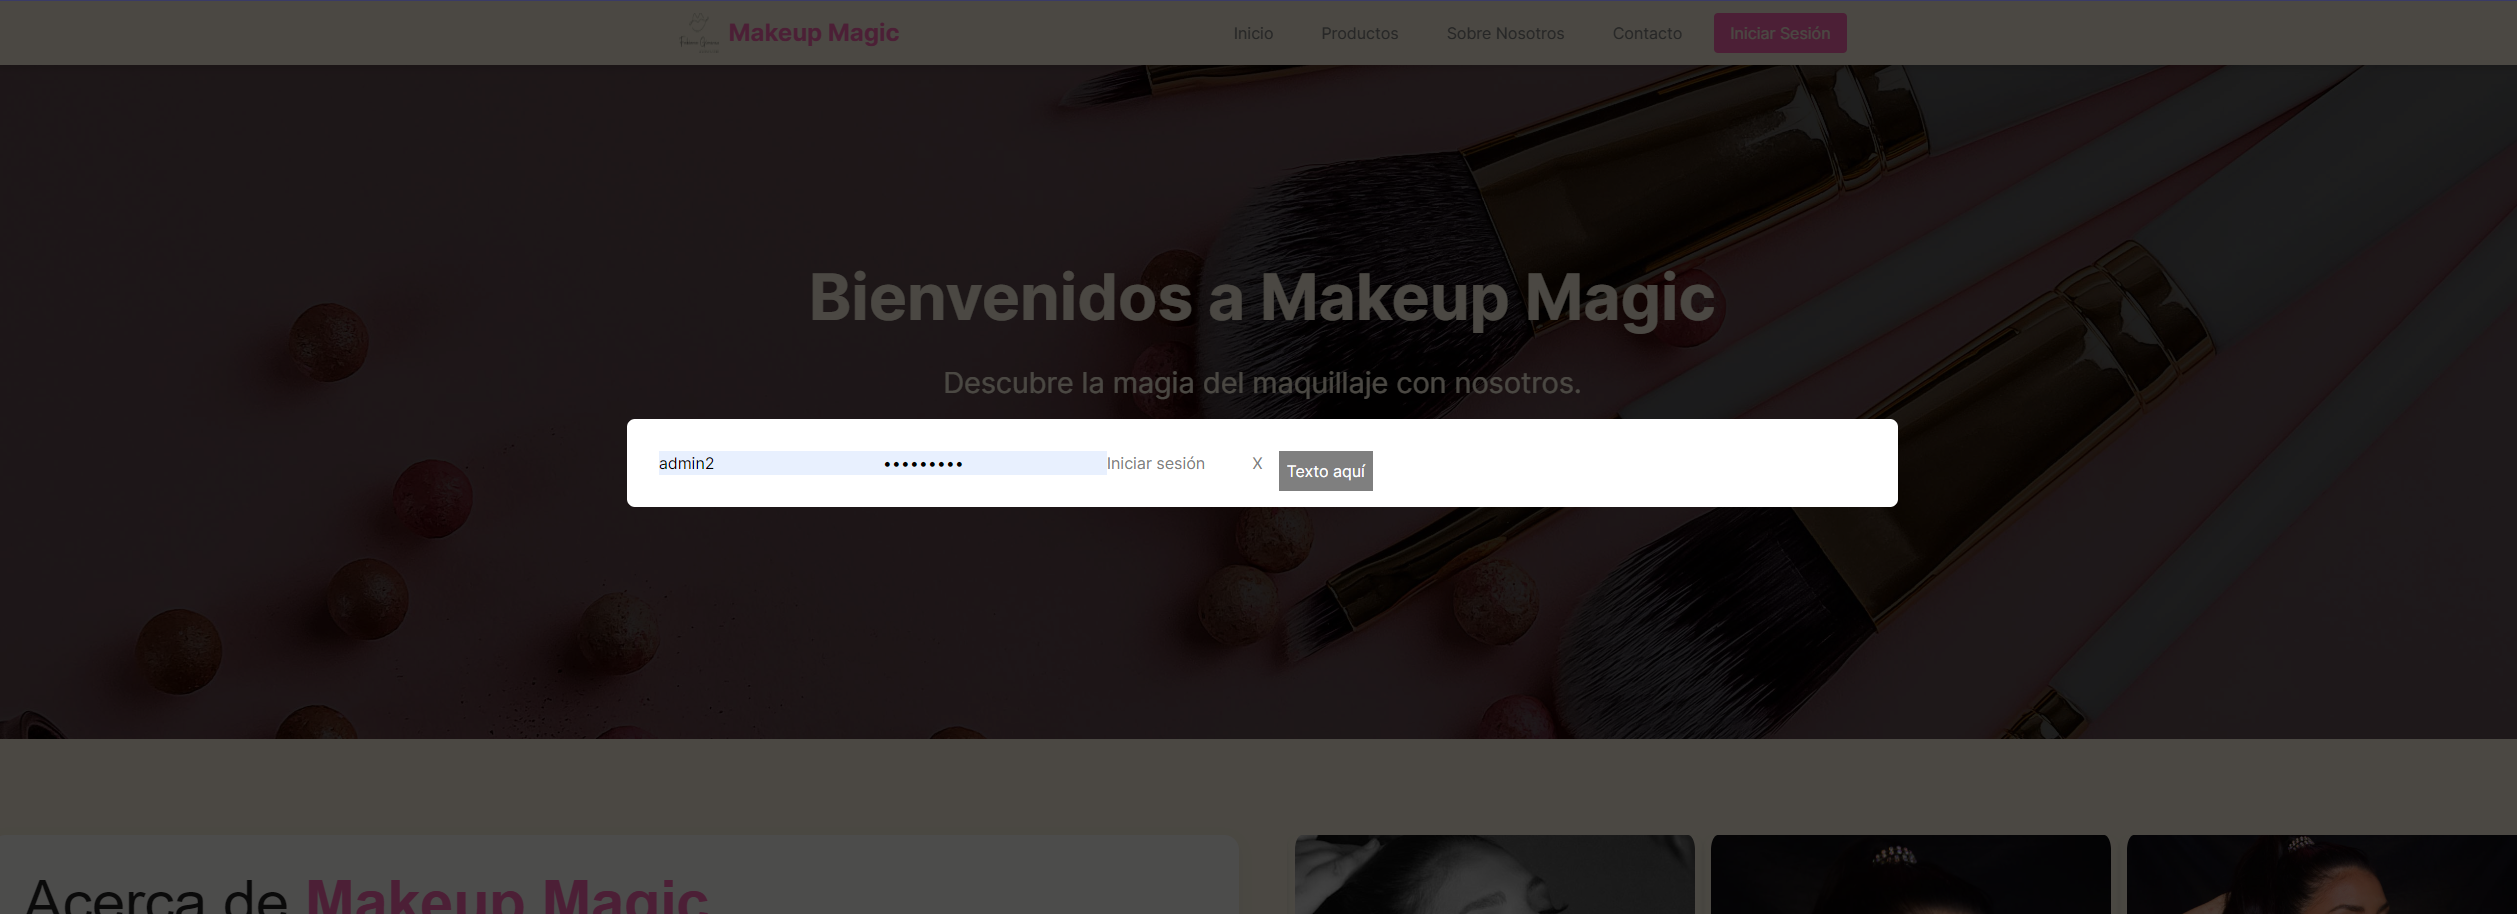 Makeup Magic
Inicio Productos Sobre Nosotros Contacto Iniciar Sesión
Bienvenidos a Makeup Magic
Descubre la magia del maquillaje con nosotros.
admin2 ••••••••• Iniciar sesión X Texto aquí
Acerca de Makeup Magic